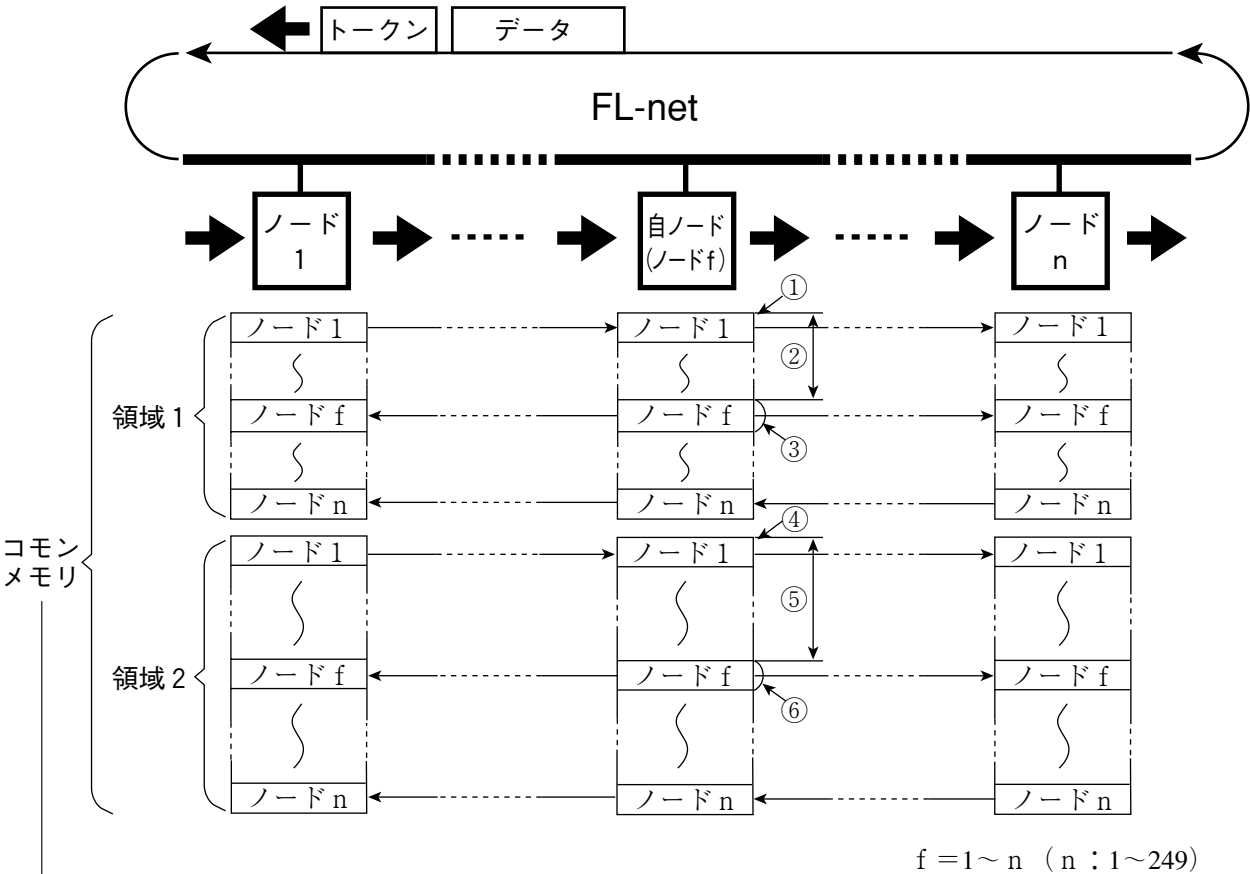 トークン データ
FL-net
ノード
1
自ノード
(ノードf)
ノード
n
①
ノード1 ノード1 ノード1
②
領域1
ノードf ノードf ノードf
③
ノードn ノードn ノードn
④
コモン
メモリ
ノード1 ノード1 ノード1
⑤
領域2
ノードf ノードf ノードf
⑥
ノードn ノードn ノードn
f=1~n (n:1~249)